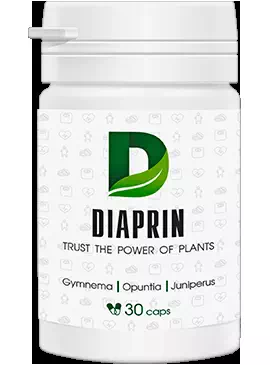 D
DIAPRIN
TRUST THE POWER OF PLANTS
Gymnema | Opuntia | Juniperus
30 caps